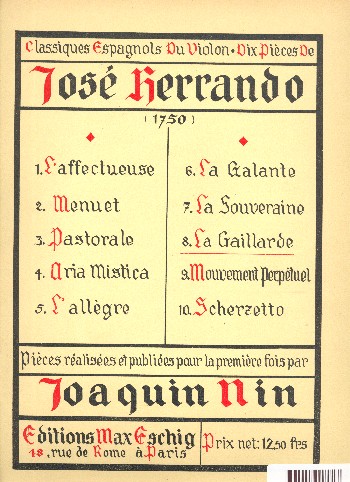 Classiques Espagnols Du Violon • Dix Pièces De
José Herrando
(1750)
1. L'affectueuse
2. Menuet
3. Pastorale
4. Aria Mistica
5. L'allègre
6. La Galante
7. La Souveraine
8. La Gaillarde
9. Mouvement Perpétuel
10. Scherzetto
Pièces réalisées et publiées pour la première fois par
Joaquin Nin
Editions Max Eschig
48, rue de Rome à Paris
Prix net: 12,50 frs